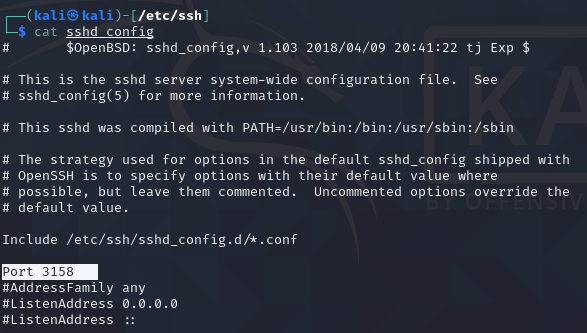 ┌──(kali㉿kali)-[/etc/ssh]
└─$ cat sshd_config
#       $OpenBSD: sshd_config,v 1.103 2018/04/09 20:41:22 tj Exp $

# This is the sshd server system-wide configuration file.  See
# sshd_config(5) for more information.

# This sshd was compiled with PATH=/usr/bin:/bin:/usr/sbin:/sbin

# The strategy used for options in the default sshd_config shipped with
# OpenSSH is to specify options with their default value where
# possible, but leave them commented.  Uncommented options override the
# default value.

Include /etc/ssh/sshd_config.d/*.conf

Port 3158
#AddressFamily any
#ListenAddress 0.0.0.0
#ListenAddress ::
KA
BY OFFENSIV